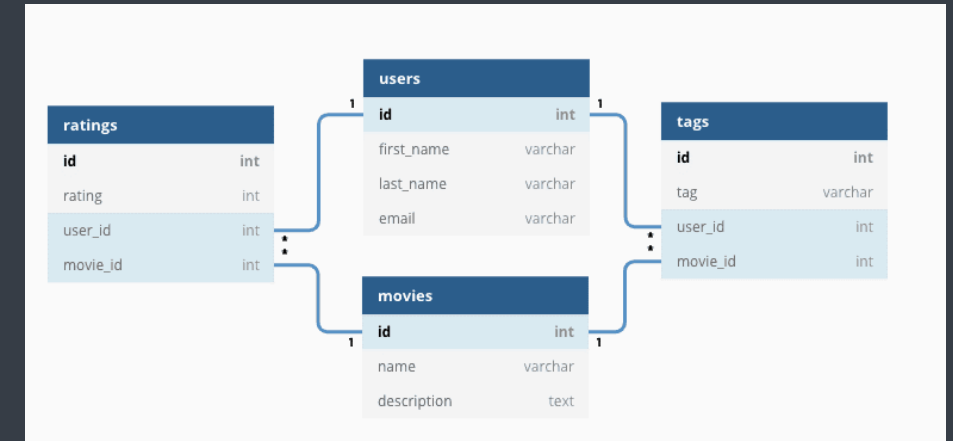 users
1
id int
1
first_name varchar
last_name varchar
email varchar
ratings
id int
rating int
user_id int
*
*
movie_id int
tags
id int
tag varchar
user_id int
*
*
movie_id int
movies
id int
1
1
name varchar
description text